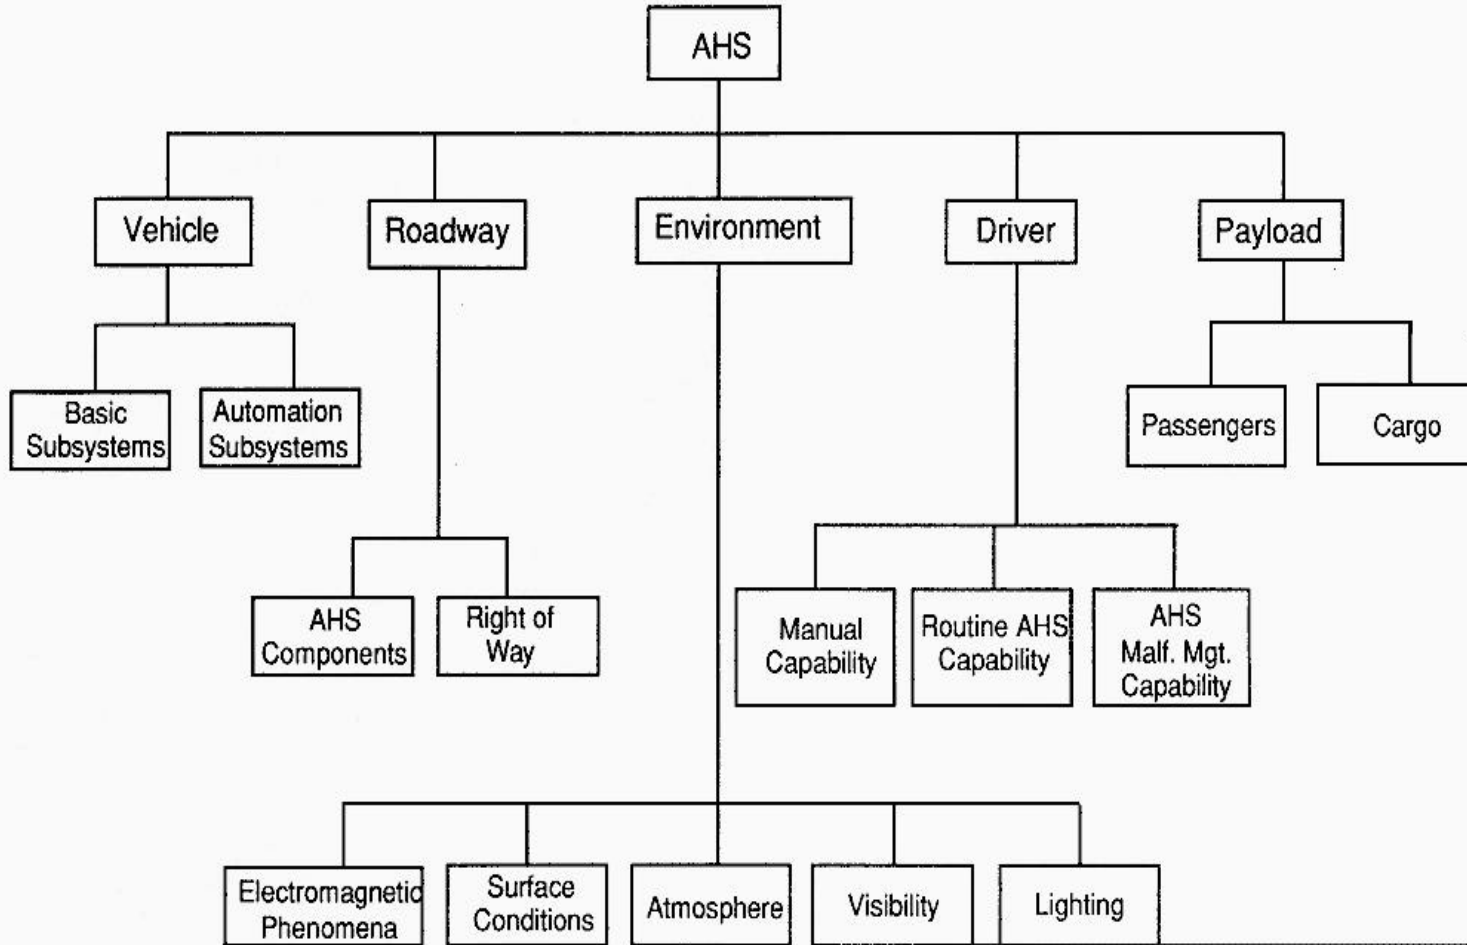 AHS
Vehicle
Roadway
Environment
Driver
Payload
Basic
Subsystems
Automation
Subsystems
Passengers
Cargo
AHS
Components
Right of
Way
Manual
Capability
Routine AHS
Capability
AHS
Malf. Mgt.
Capability
Electromagnetic
Phenomena
Surface
Conditions
Atmosphere
Visibility
Lighting